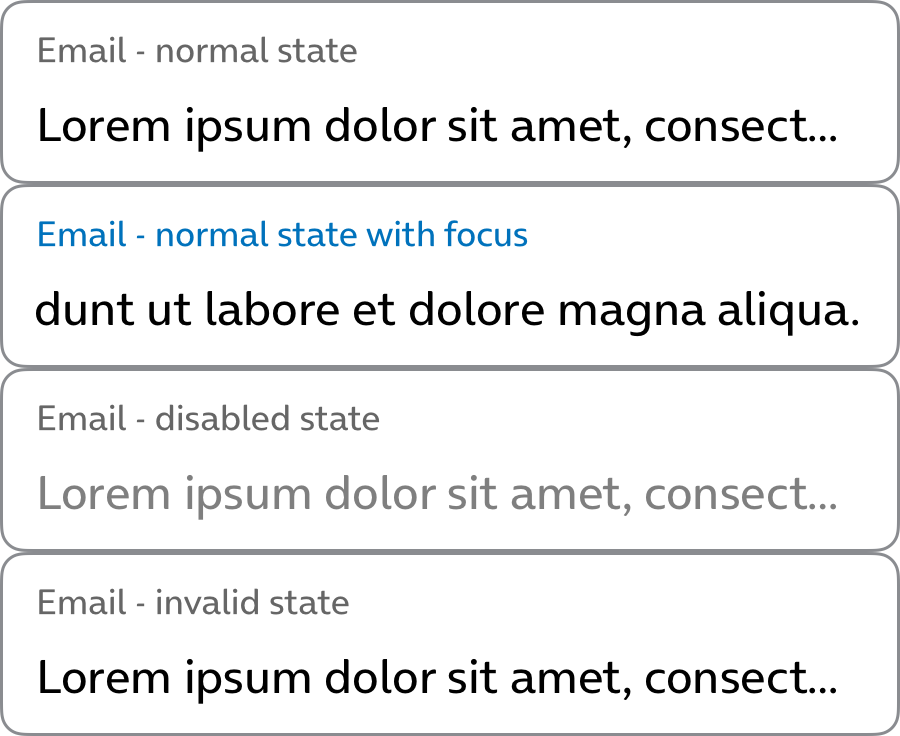 Email - normal state
Lorem ipsum dolor sit amet, consect...
Email - normal state with focus
dunt ut labore et dolore magna aliqua.
Email - disabled state
Lorem ipsum dolor sit amet, consect...
Email - invalid state
Lorem ipsum dolor sit amet, consect...